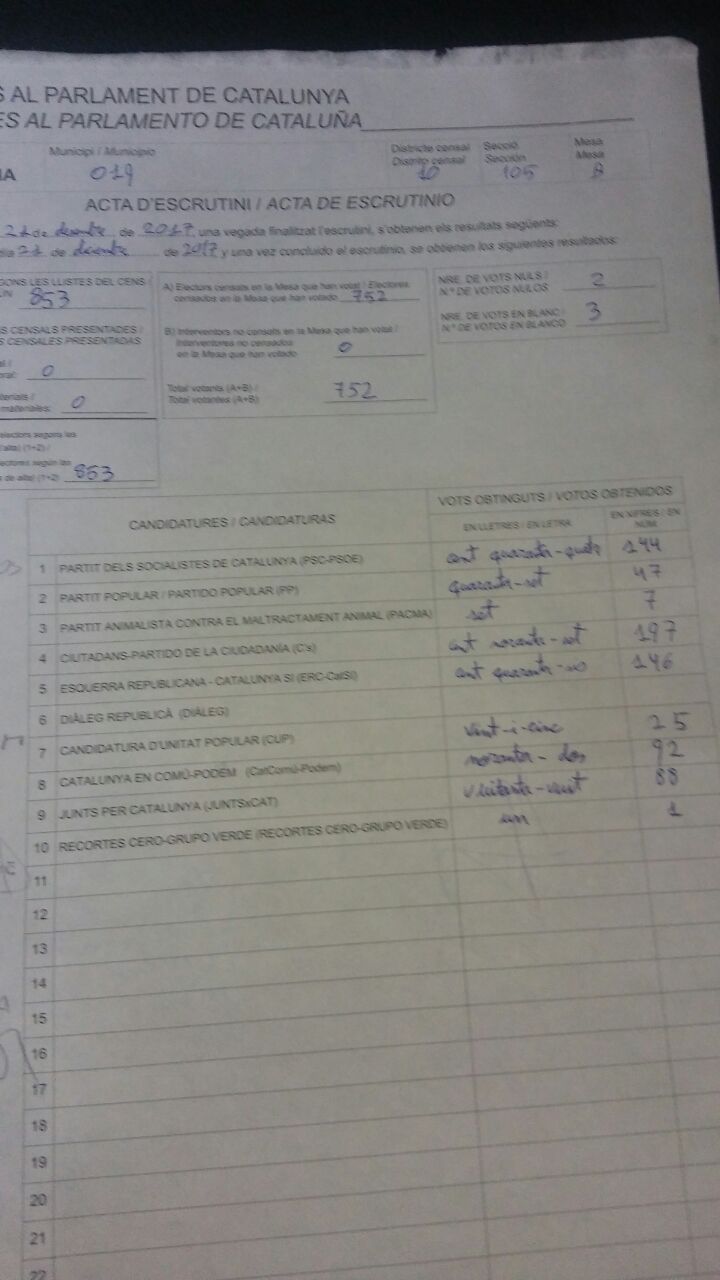 S AL PARLAMENT DE CATALUNYA
ES AL PARLAMENTO DE CATALUÑA
Municipi / Municipio
Districte censal Secció Mesa
Distrito censal Sección Mesa
IA 019 10 105 B
ACTA D'ESCRUTINI / ACTA DE ESCRUTINIO
21 de desembre de 2017, una vegada finalitzat l'escrutini, s'obtenen els resultats següents:
dia 21 de de 2017 y una vez concluido el escrutinio, se obtienen los siguientes resultados:
GONS LES LLISTES DEL CENS /
853
S CENSALS PRESENTADES /
S CENSALES PRESENTADAS
0
materiales: 0
electors segons les
alta) (1+2) /
ectores según las
s de alta) (1+2) 853
A) Electors censats en la Mesa que han votat / Electores
censados en la Mesa que han votado 752
B) Interventors no censats en la Mesa que han votat /
Interventores no censados
en la Mesa que han votado 0
Total votants (A+B) /
Total votantes (A+B) 752
NRE. DE VOTS NULS /
N.º DE VOTOS NULOS 2
NRE. DE VOTS EN BLANC /
N.º DE VOTOS EN BLANCO 3
CANDIDATURES / CANDIDATURAS
VOTS OBTINGUTS / VOTOS OBTENIDOS
EN LLETRES / EN LETRA
EN XIFRES / EN
NÚM.
1 PARTIT DELS SOCIALISTES DE CATALUNYA (PSC-PSOE) cent quaranta-quatre 144
2 PARTIT POPULAR / PARTIDO POPULAR (PP) quaranta-set 47
3 PARTIT ANIMALISTA CONTRA EL MALTRACTAMENT ANIMAL (PACMA) set 7
4 CIUTADANS-PARTIDO DE LA CIUDADANÍA (C's) cent noranta-set 197
5 ESQUERRA REPUBLICANA - CATALUNYA SÍ (ERC-CatSí) cent quaranta-sis 146
6 DIÀLEG REPUBLICÀ (DIÀLEG)
7 CANDIDATURA D'UNITAT POPULAR (CUP) vint-i-cinc 25
8 CATALUNYA EN COMÚ-PODEM (CatComú-Podem) noranta-dos 92
9 JUNTS PER CATALUNYA (JUNTSxCAT) vuitanta-vuit 88
10 RECORTES CERO-GRUPO VERDE (RECORTES CERO-GRUPO VERDE) un 1
11
12
13
14
15
16
17
18
19
20
21
22